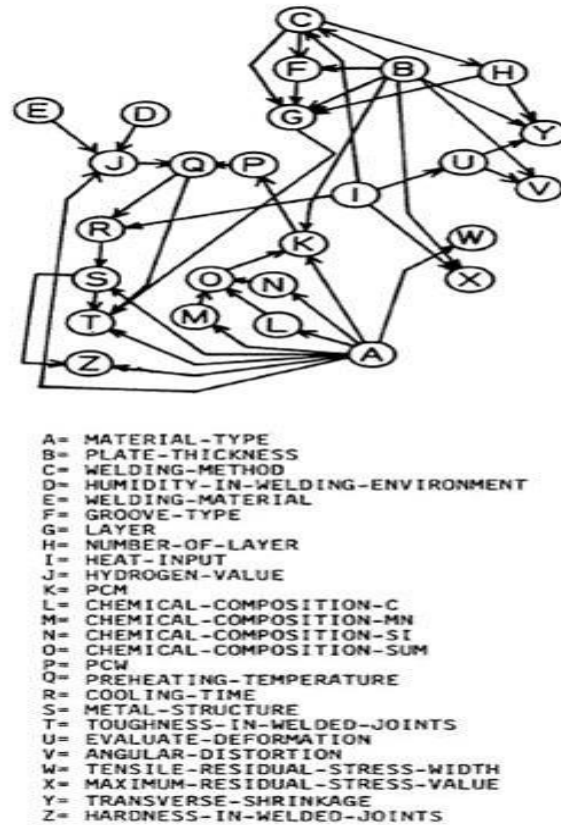 C
F
B
H
G
E
D
Y
J
Q
P
U
V
I
R
K
W
S
O
N
X
M
L
T
A
Z
A= MATERIAL-TYPE
B= PLATE-THICKNESS
C= WELDING-METHOD
D= HUMIDITY-IN-WELDING-ENVIRONMENT
E= WELDING-MATERIAL
F= GROOVE-TYPE
G= LAYER
H= NUMBER-OF-LAYER
I= HEAT-INPUT
J= HYDROGEN-VALUE
K= PCM
L= CHEMICAL-COMPOSITION-C
M= CHEMICAL-COMPOSITION-MN
N= CHEMICAL-COMPOSITION-SI
O= CHEMICAL-COMPOSITION-SUM
P= PCW
Q= PREHEATING-TEMPERATURE
R= COOLING-TIME
S= METAL-STRUCTURE
T= TOUGHNESS-IN-WELDED-JOINTS
U= EVALUATE-DEFORMATION
V= ANGULAR-DISTORTION
W= TENSILE-RESIDUAL-STRESS-WIDTH
X= MAXIMUM-RESIDUAL-STRESS-VALUE
Y= TRANSVERSE-SHRINKAGE
Z= HARDNESS-IN-WELDED-JOINTS